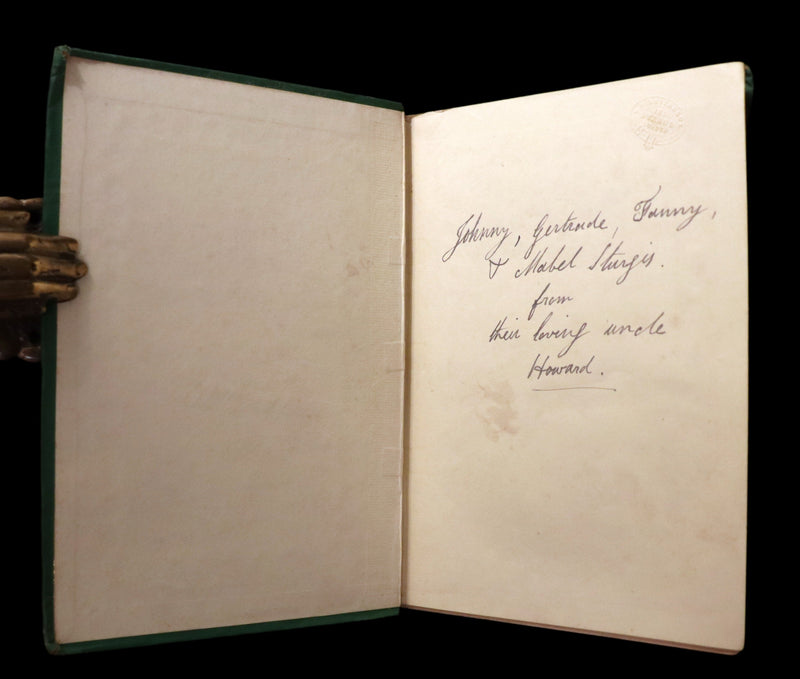 Johnny, Gertrude, Fanny,
& Mabel Sturgis.
from
their loving uncle
Howard.